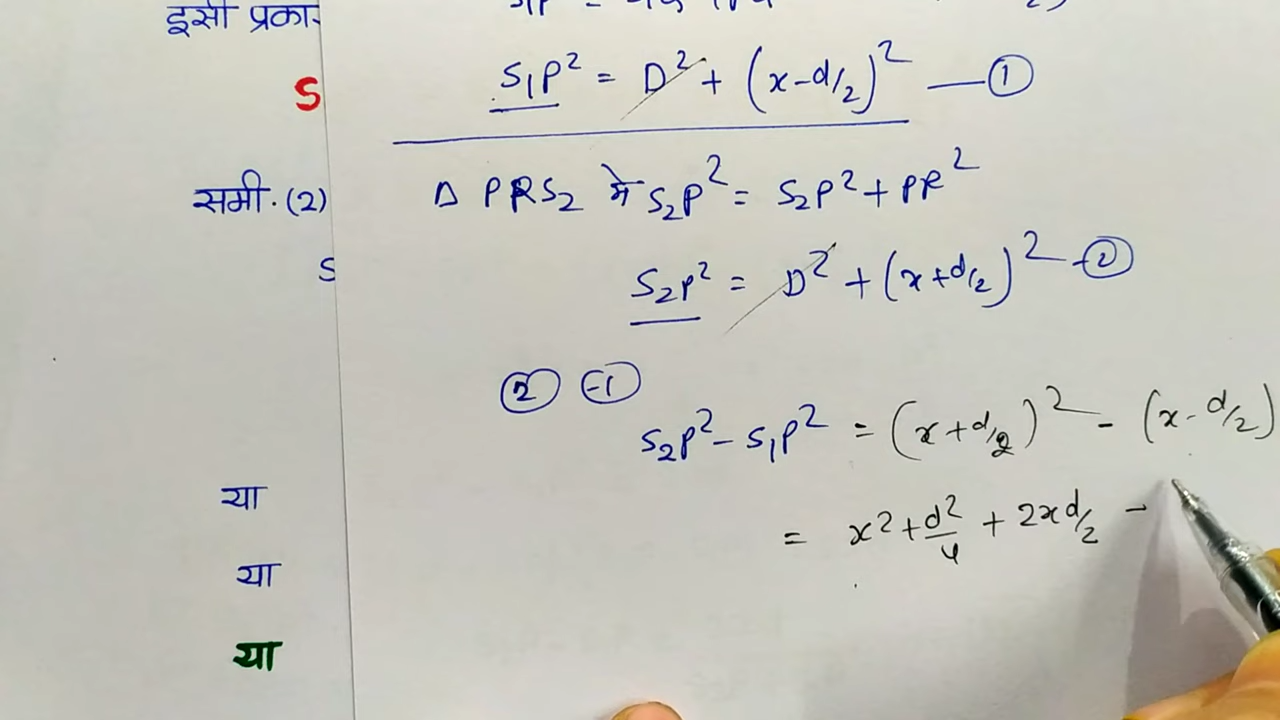 इसी प्रकार
S₁P² = D² + (x-d/2)² — ①
S
समी. (2)
Δ PRS₂ में S₂P² = S₂P² + PR²
S
S₂P² = D² + (x+d/2)² - ②
② -①
S₂P² - S₁P² = (x+d/2)² - (x-d/2)
या
= x² + d²/4 + 2xd/2 -
या
या